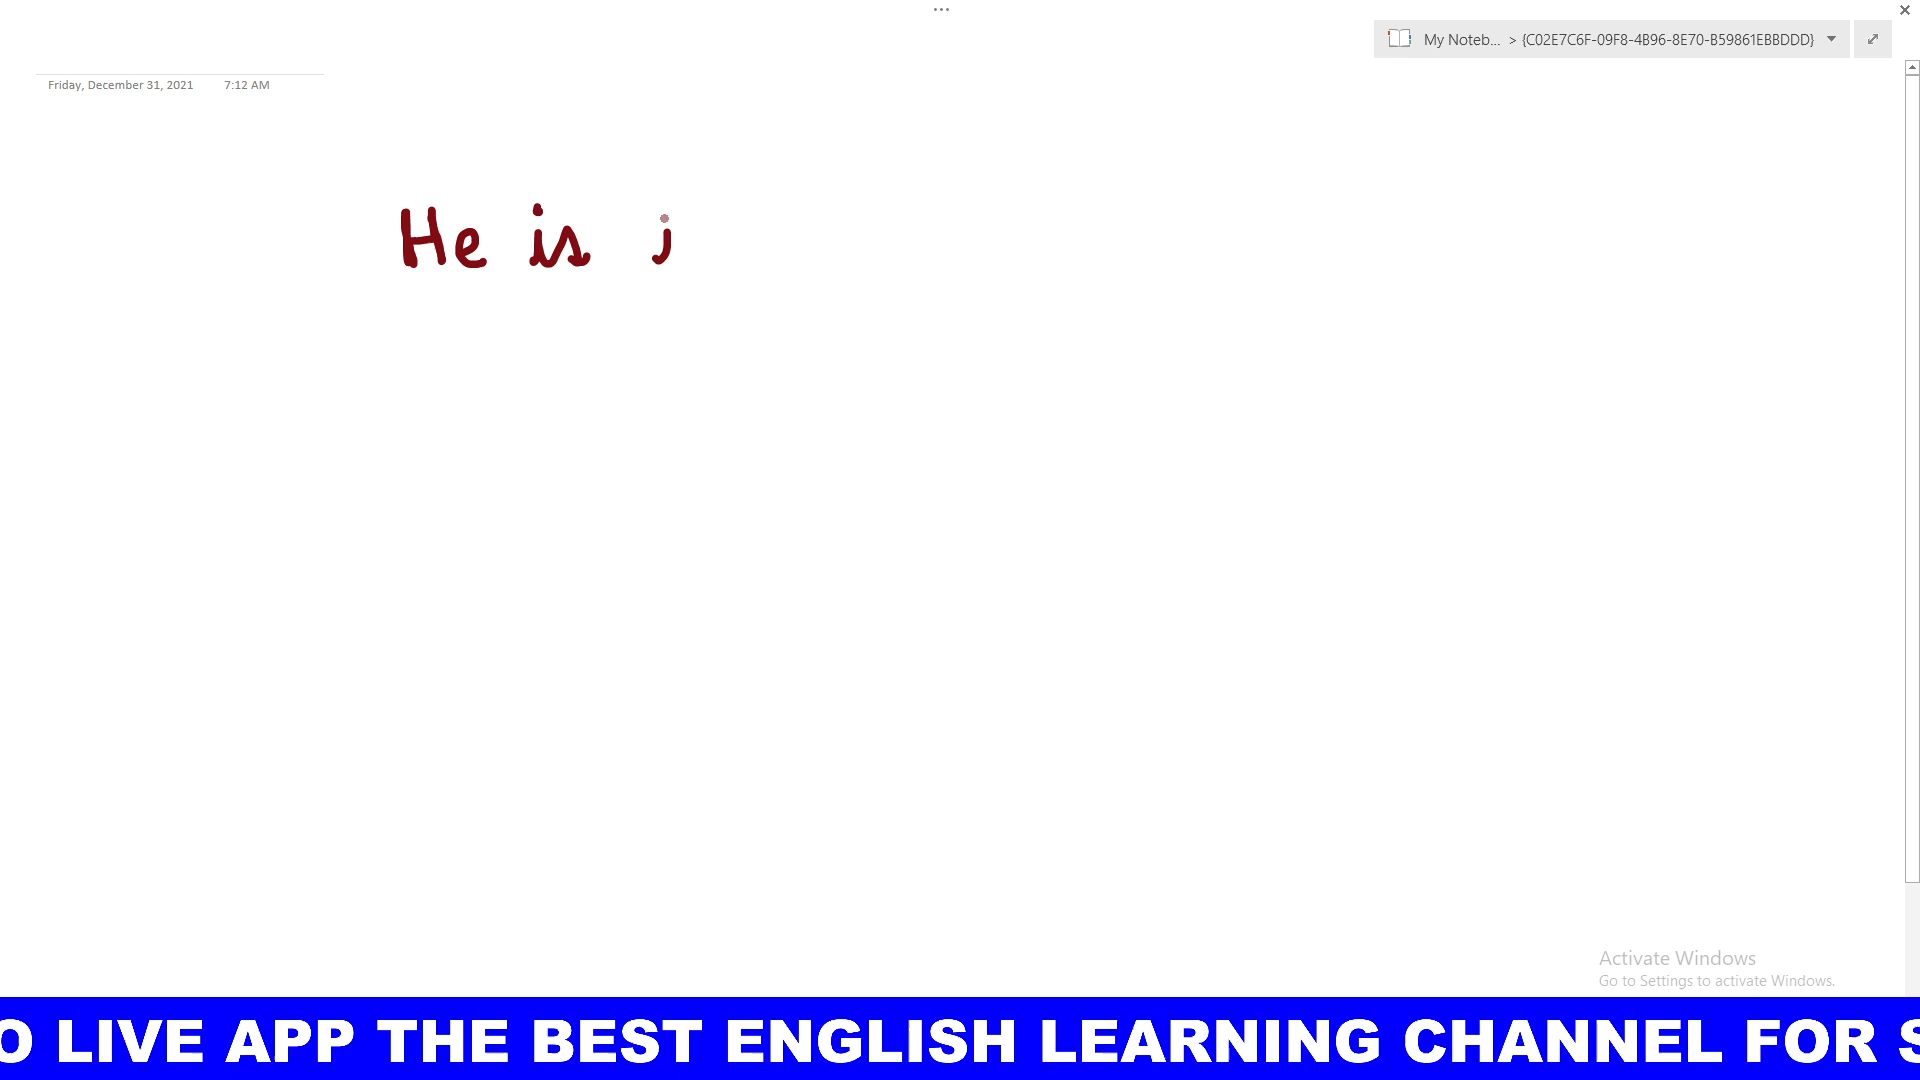 My Noteb... > {C02E7C6F-09F8-4B96-8E70-B59861EBBDDD}
Friday, December 31, 2021 7:12 AM
He is j
Activate Windows
Go to Settings to activate Windows.
O LIVE APP THE BEST ENGLISH LEARNING CHANNEL FOR S